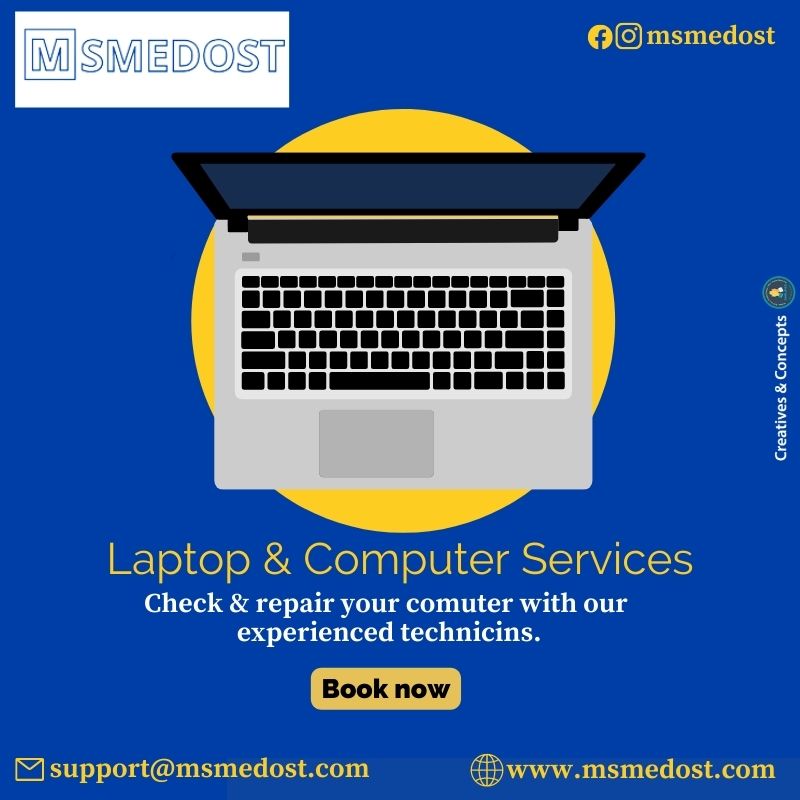 MSMEDOST
msmedost
Creatives & Concepts
Laptop & Computer Services
Check & repair your comuter with our
experienced technicins.
Book now
support@msmedost.com
www.msmedost.com